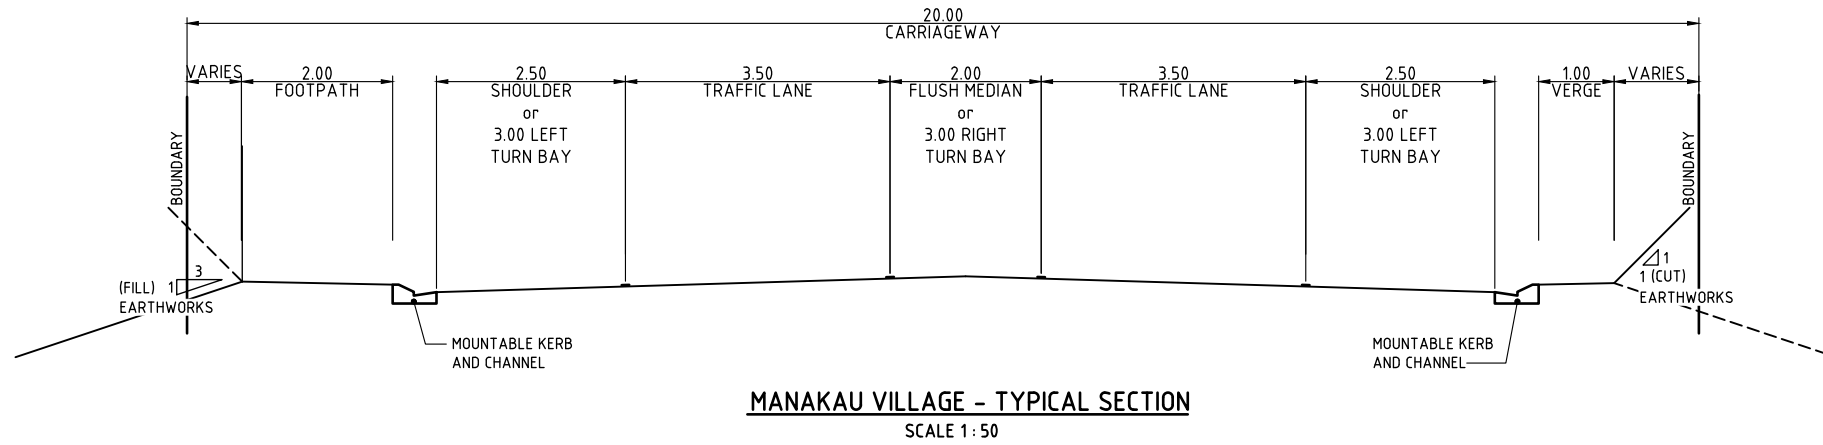 20.00
CARRIAGEWAY
VARIES
2.00
FOOTPATH
2.50
SHOULDER
or
3.00 LEFT
TURN BAY
3.50
TRAFFIC LANE
2.00
FLUSH MEDIAN
or
3.00 RIGHT
TURN BAY
3.50
TRAFFIC LANE
2.50
SHOULDER
or
3.00 LEFT
TURN BAY
1.00
VERGE
VARIES
BOUNDARY
BOUNDARY
3
(FILL) 1
EARTHWORKS
1
1 (CUT)
EARTHWORKS
MOUNTABLE KERB
AND CHANNEL
MOUNTABLE KERB
AND CHANNEL
MANAKAU VILLAGE - TYPICAL SECTION
SCALE 1:50